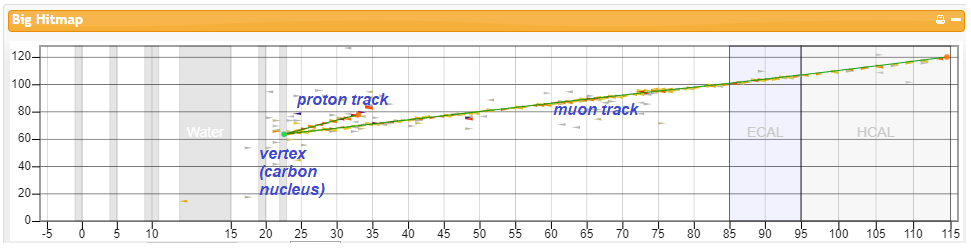 Big Hitmap
120
100
80
60
40
20
0
proton track
muon track
Water
vertex
(carbon
nucleus)
ECAL
HCAL
-5 0 5 10 15 20 25 30 35 40 45 50 55 60 65 70 75 80 85 90 95 100 105 110 115